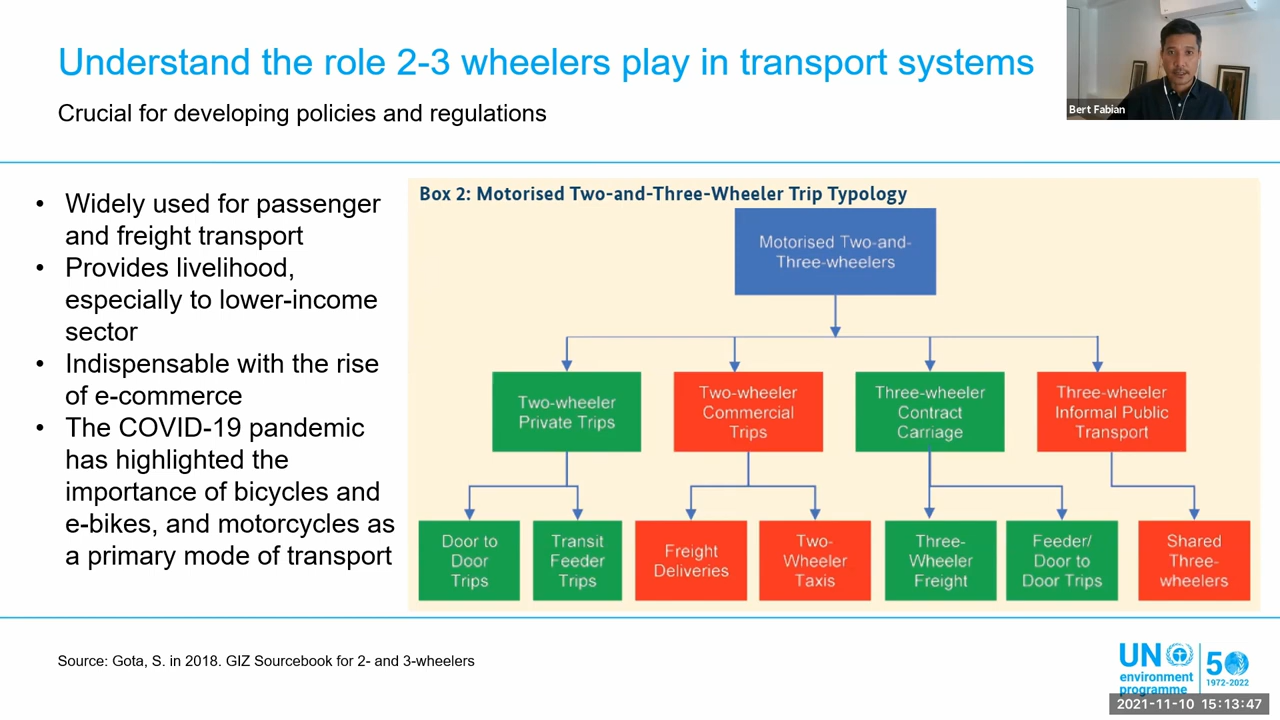 Understand the role 2-3 wheelers play in transport systems
Crucial for developing policies and regulations
Bert Fabian
• Widely used for passenger
and freight transport
• Provides livelihood,
especially to lower-income
sector
• Indispensable with the rise
of e-commerce
• The COVID-19 pandemic
has highlighted the
importance of bicycles and
e-bikes, and motorcycles as
a primary mode of transport
Box 2: Motorised Two-and-Three-Wheeler Trip Typology
Motorised Two-and-
Three-wheelers
Two-wheeler
Private Trips
Two-wheeler
Commercial
Trips
Three-wheeler
Contract
Carriage
Three-wheeler
Informal Public
Transport
Door to
Door
Trips
Transit
Feeder
Trips
Freight
Deliveries
Two-
Wheeler
Taxis
Three-
Wheeler
Freight
Feeder/
Door to
Door Trips
Shared
Three-
wheelers
Source: Gota, S. in 2018. GIZ Sourcebook for 2- and 3-wheelers
UN
environment
programme
50
1972-2022
2021-11-10 15:13:47